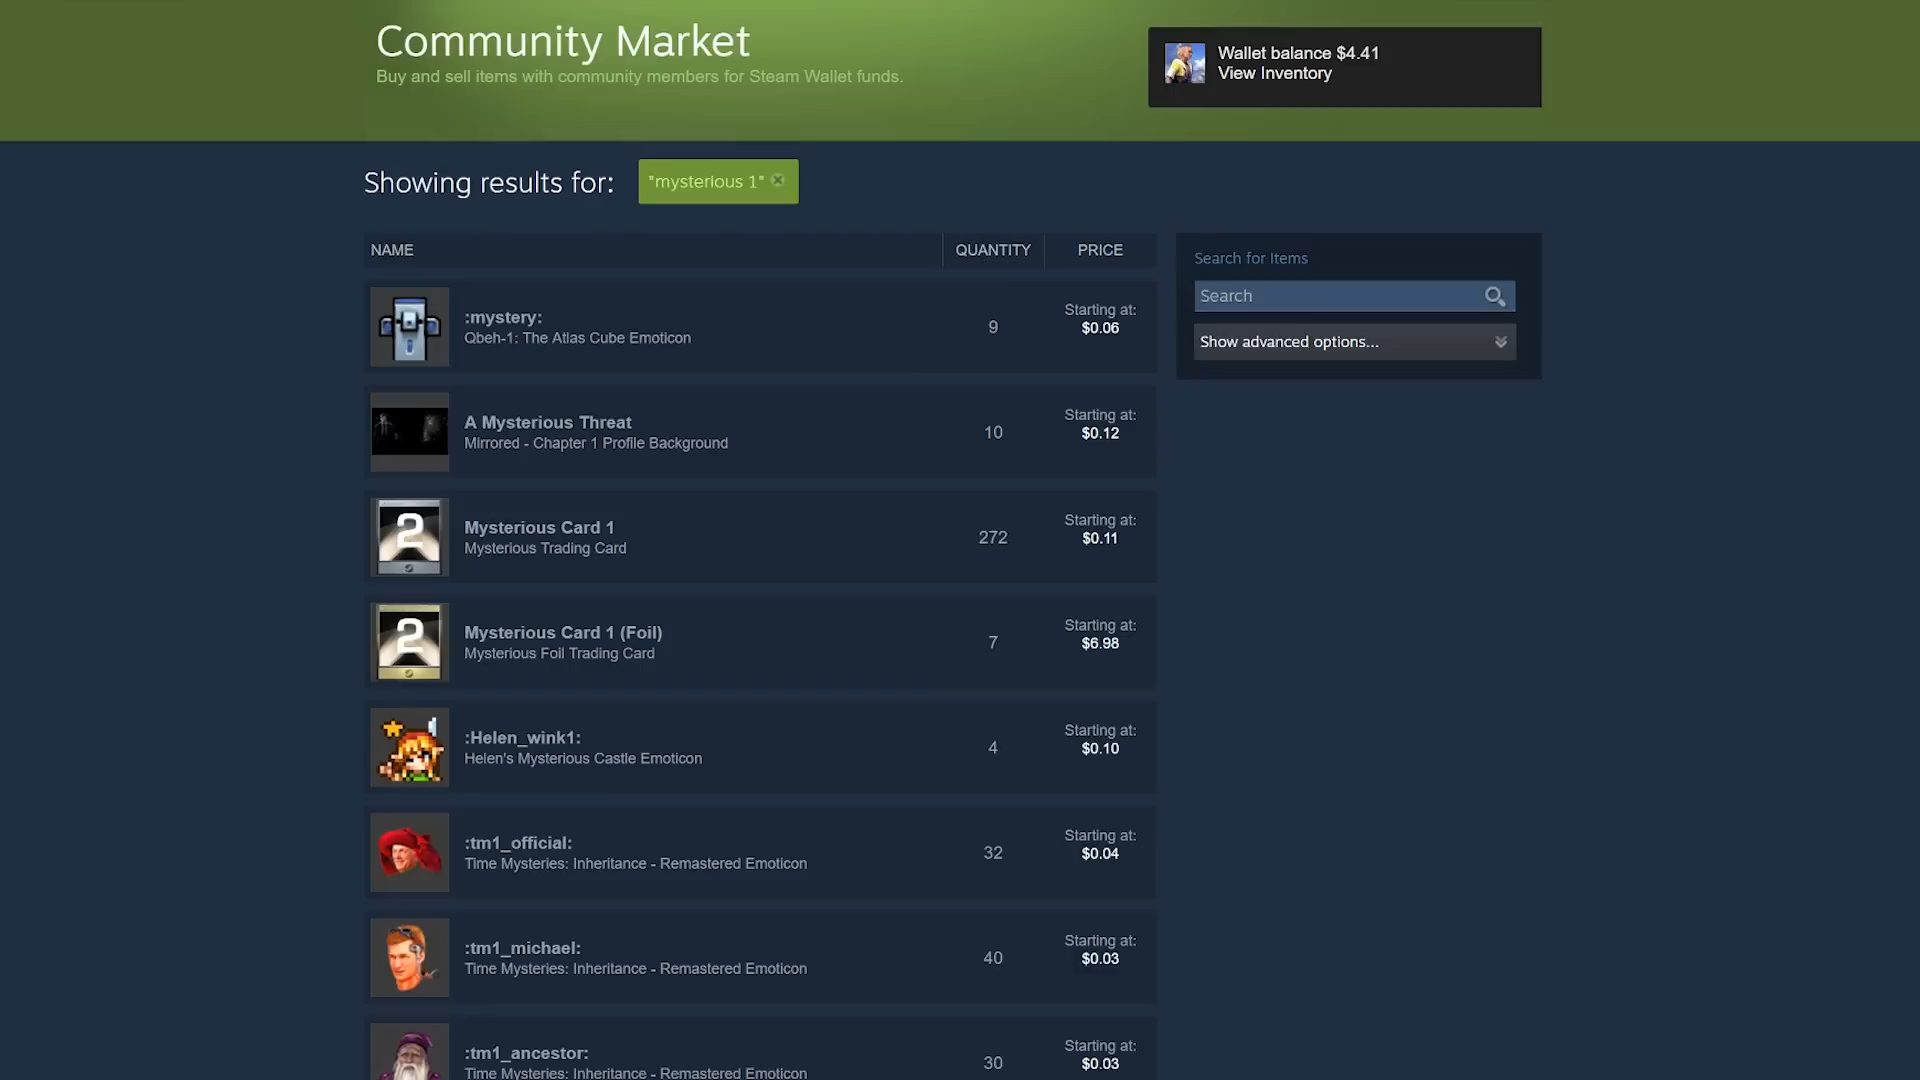 Community Market
Buy and sell items with community members for Steam Wallet funds.
Wallet balance $4.41
View Inventory
Showing results for:
"mysterious 1"
NAME
QUANTITY
PRICE
:mystery:
Qbeh-1: The Atlas Cube Emoticon
9
Starting at:
$0.06
A Mysterious Threat
Mirrored - Chapter 1 Profile Background
10
Starting at:
$0.12
2
Mysterious Card 1
Mysterious Trading Card
272
Starting at:
$0.11
2
Mysterious Card 1 (Foil)
Mysterious Foil Trading Card
7
Starting at:
$6.98
:Helen_wink1:
Helen's Mysterious Castle Emoticon
4
Starting at:
$0.10
:tm1_official:
Time Mysteries: Inheritance - Remastered Emoticon
32
Starting at:
$0.04
:tm1_michael:
Time Mysteries: Inheritance - Remastered Emoticon
40
Starting at:
$0.03
:tm1_ancestor:
Time Mysteries: Inheritance - Remastered Emoticon
30
Starting at:
$0.03
Search for Items
Search
Show advanced options...